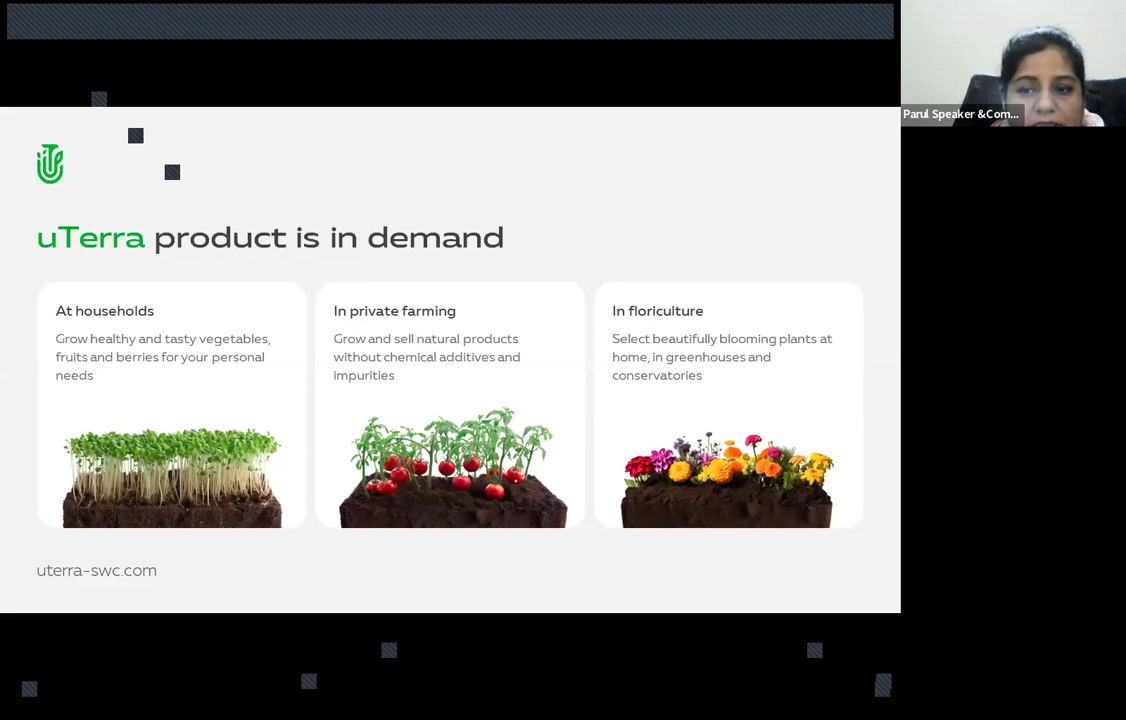 Parul Speaker &Com...
uTerra product is in demand
At households
Grow healthy and tasty vegetables,
fruits and berries for your personal
needs
In private farming
Grow and sell natural products
without chemical additives and
impurities
In floriculture
Select beautifully blooming plants at
home, in greenhouses and
conservatories
uterra-swc.com